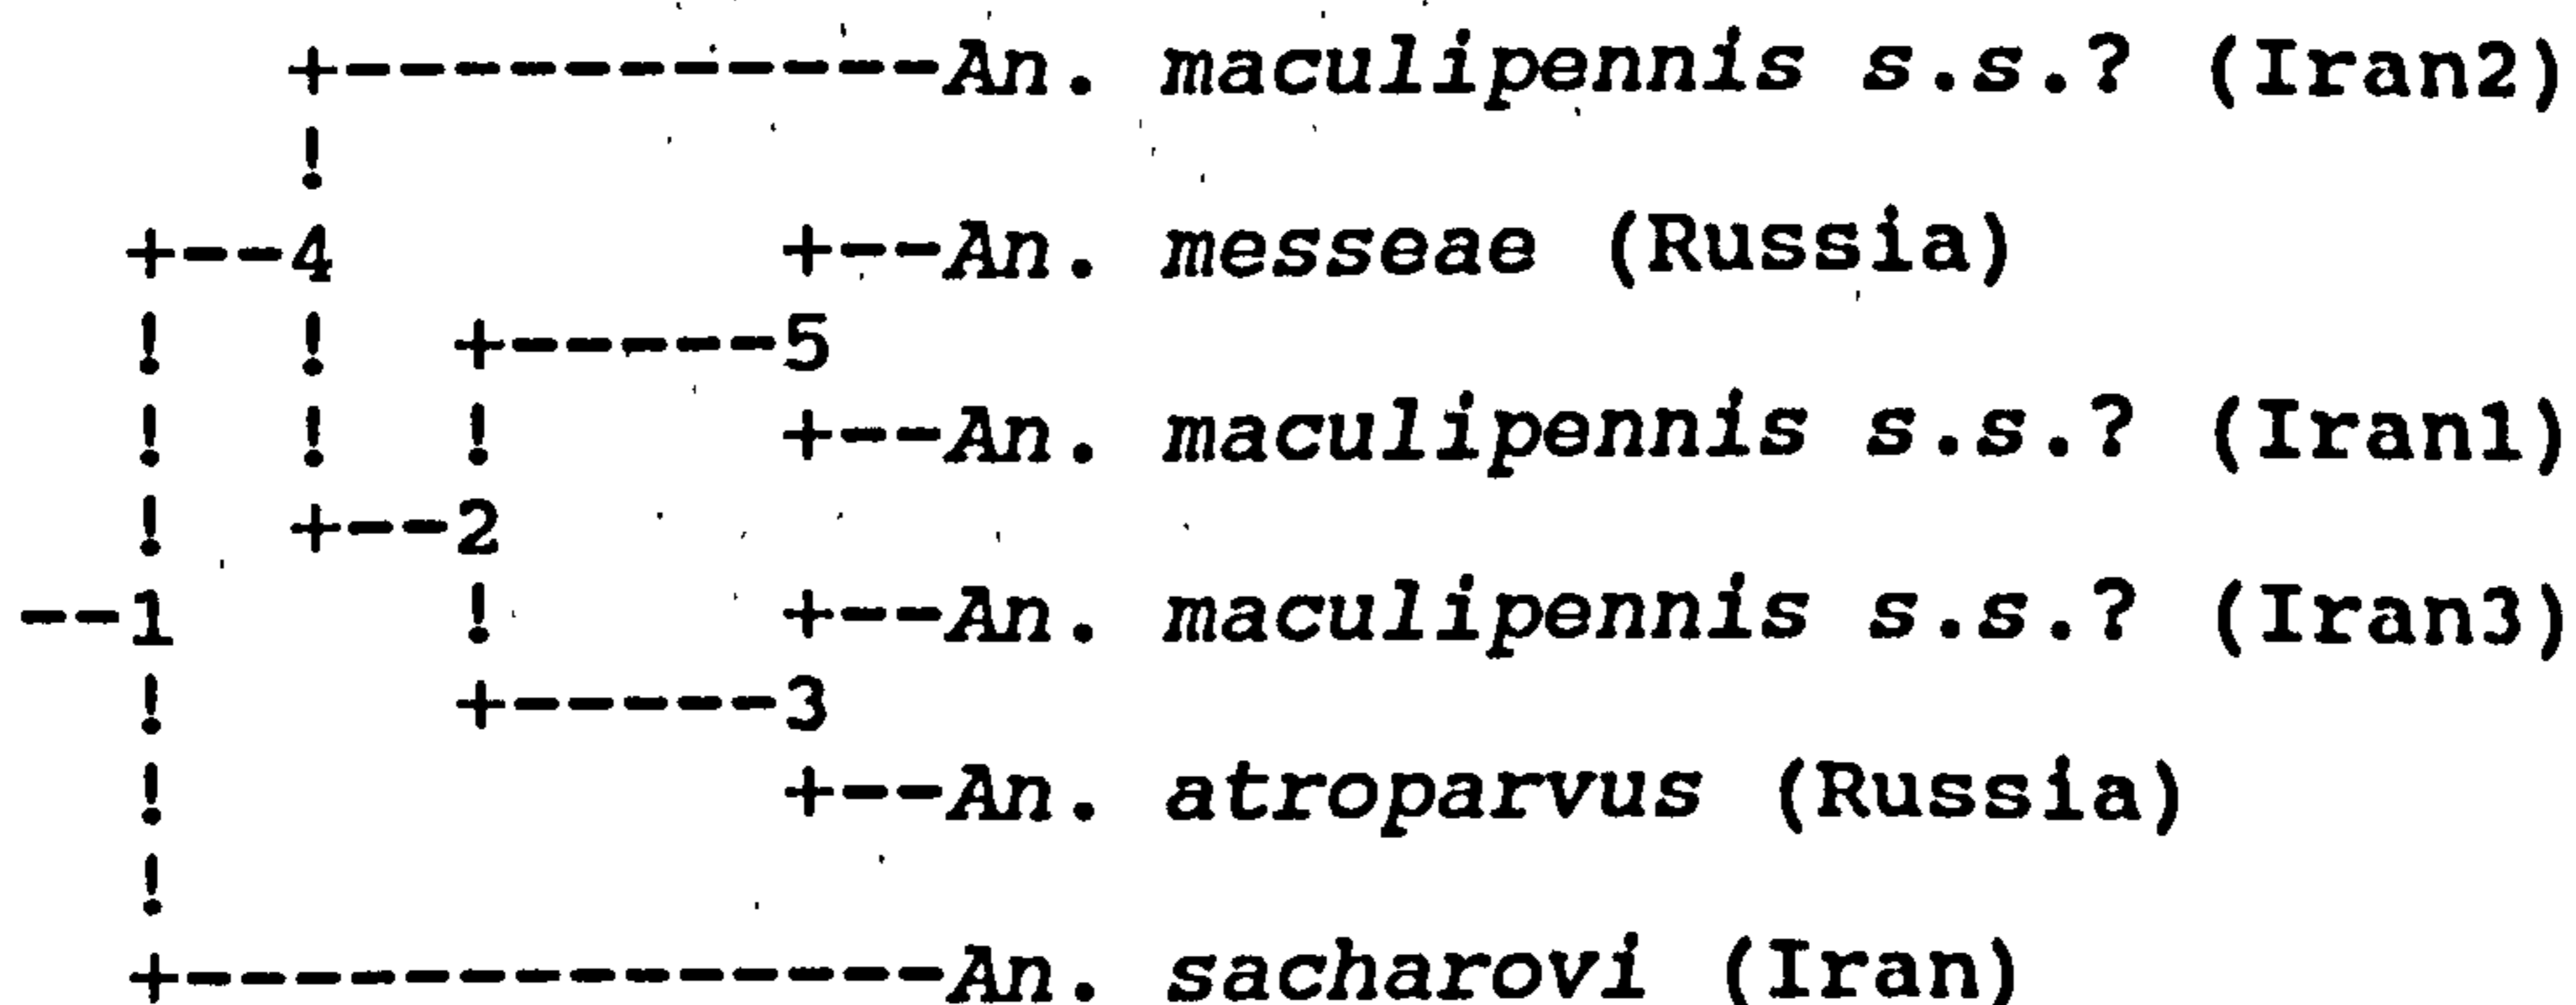 +-----------An. maculipennis s.s.? (Iran2)
!
+--4 +--An. messeae (Russia)
! ! +-----5
! ! ! +--An. maculipennis s.s.? (Iran1)
! +--2
--1 ! +--An. maculipennis s.s.? (Iran3)
! +-----3
! +--An. atroparvus (Russia)
!
+--------------An. sacharovi (Iran)